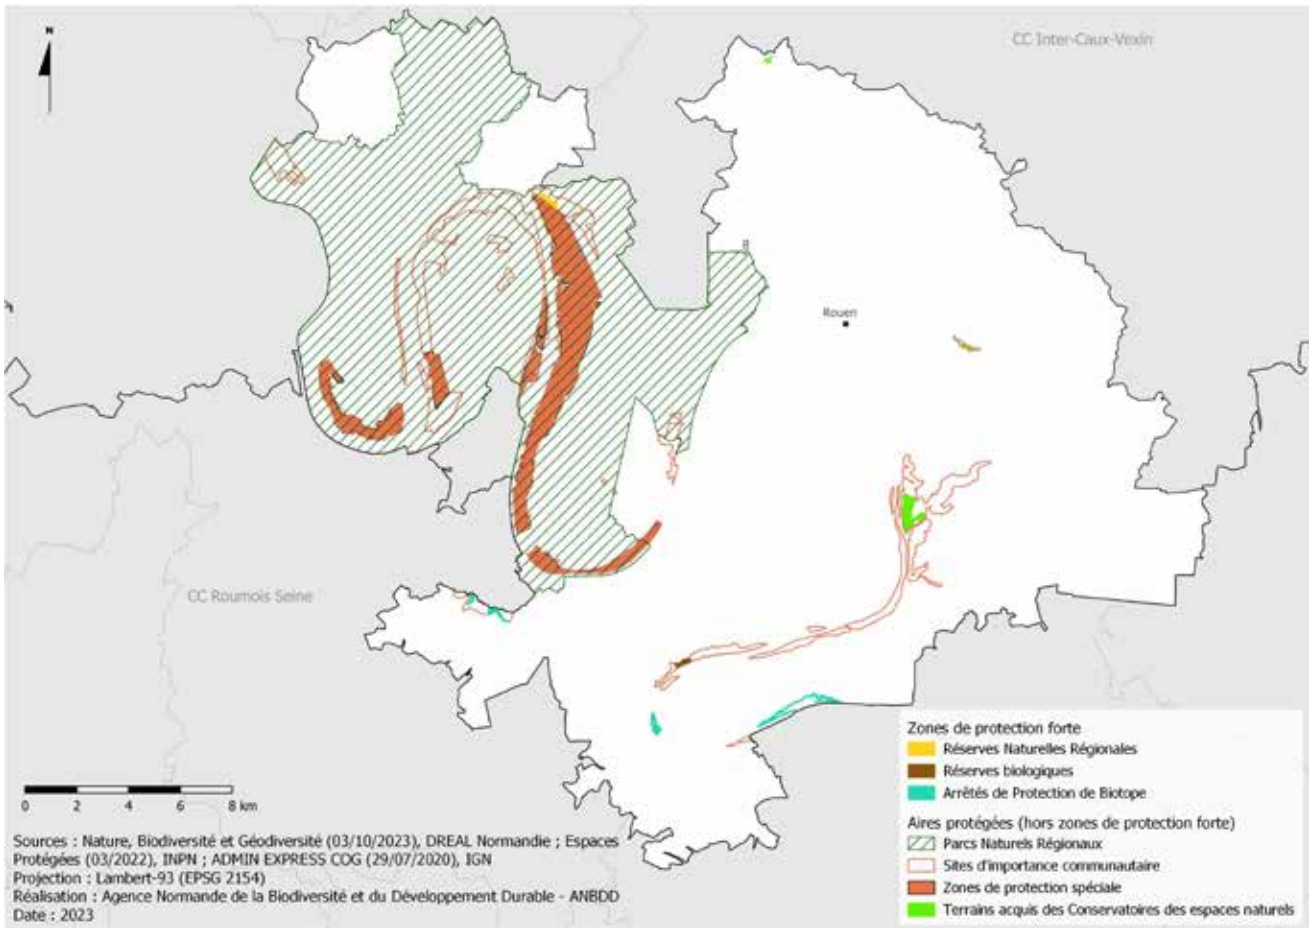 N
CC Inter-Caux-Vexin
Rouen
CC Roumois Seine
0 2 4 6 8 km
Sources : Nature, Biodiversité et Géodiversité (03/10/2023), DREAL Normandie ; Espaces
Protégées (03/2022), INPN ; ADMIN EXPRESS COG (29/07/2020), IGN
Projection : Lambert-93 (EPSG 2154)
Réalisation : Agence Normande de la Biodiversité et du Développement Durable - ANBDD
Date : 2023
Zones de protection forte
Réserves Naturelles Régionales
Réserves biologiques
Arrêtés de Protection de Biotope
Aires protégées (hors zones de protection forte)
Parcs Naturels Régionaux
Sites d'importance communautaire
Zones de protection spéciale
Terrains acquis des Conservatoires des espaces naturels